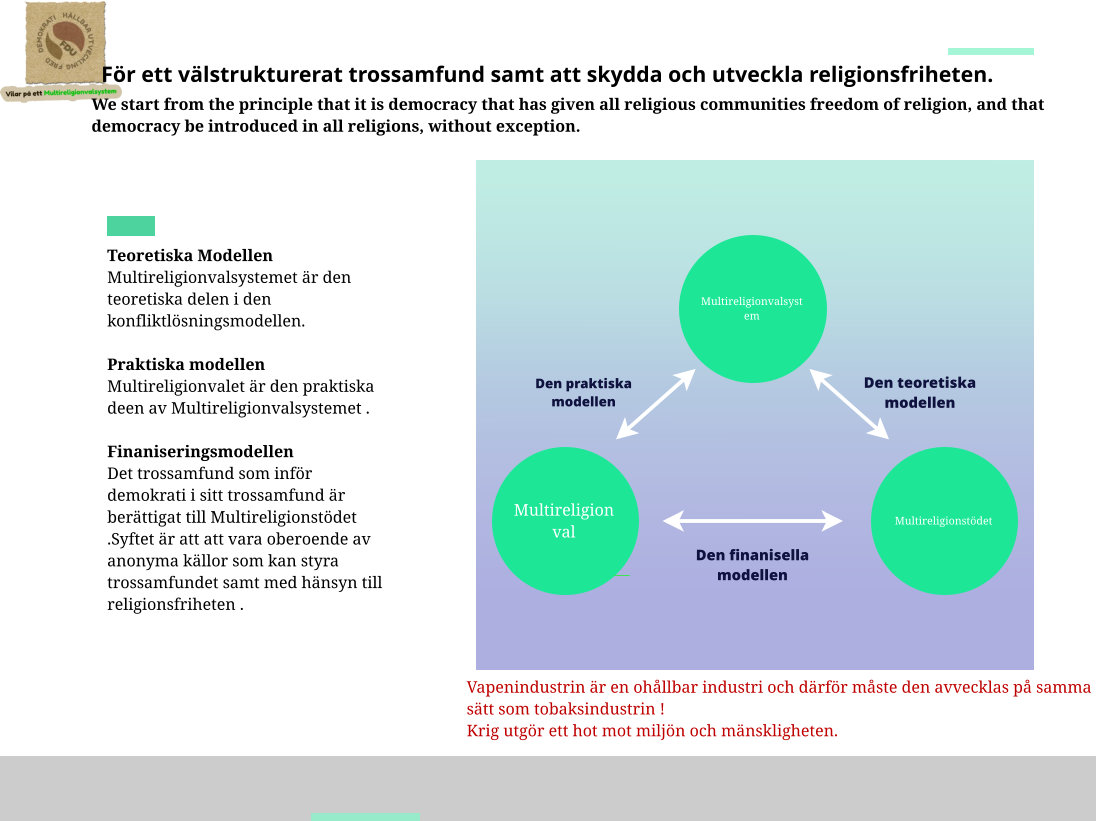 DEMOKRATI HÅLLBAR UTVECKLING FRED
FDU
Vilar på ett Multireligionvalsystem
För ett välstrukturerat trossamfund samt att skydda och utveckla religionsfriheten.
We start from the principle that it is democracy that has given all religious communities freedom of religion, and that
democracy be introduced in all religions, without exception.
Teoretiska Modellen
Multireligionvalsystemet är den
teoretiska delen i den
konfliktlösningsmodellen.
Praktiska modellen
Multireligionvalet är den praktiska
deen av Multireligionvalsystemet .
Finaniseringsmodellen
Det trossamfund som inför
demokrati i sitt trossamfund är
berättigat till Multireligionstödet
.Syftet är att att vara oberoende av
anonyma källor som kan styra
trossamfundet samt med hänsyn till
religionsfriheten .
Multireligionvalsyst
em
Den praktiska
modellen
Den teoretiska
modellen
Multireligion
val
Multireligionstödet
Den finanisella
modellen
Vapenindustrin är en ohållbar industri och därför måste den avvecklas på samma
sätt som tobaksindustrin !
Krig utgör ett hot mot miljön och mänskligheten.